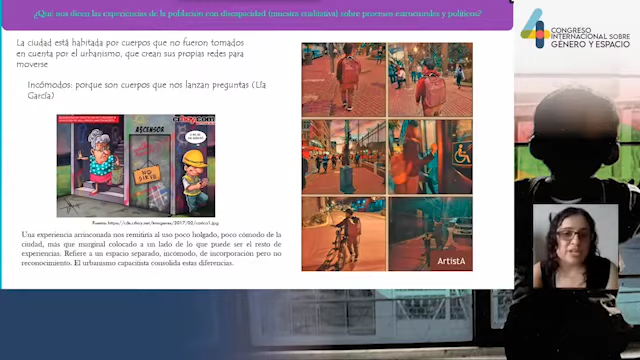 ¿Qué nos dicen las experiencias de la población con discapacidad (muestra cualitativa) sobre procesos estructurales y políticos?
4 CONGRESO
INTERNACIONAL SOBRE
GÉNERO Y ESPACIO
La ciudad está habitada por cuerpos que no fueron tomados
en cuenta por el urbanismo, que crean sus propias redes para
moverse
Incómodos: porque son cuerpos que nos lanzan preguntas (Lía
García)
ASCENSOR
NO
SIRVE
Una experiencia arrinconada nos remitiría al uso poco holgado, poco cómodo de la
ciudad, más que marginal colocado a un lado de lo que puede ser el resto de
experiencias. Refiere a un espacio separado, incómodo, de incorporación pero no
reconocimiento. El urbanismo capacitista consolida estas diferencias.
ArtistA